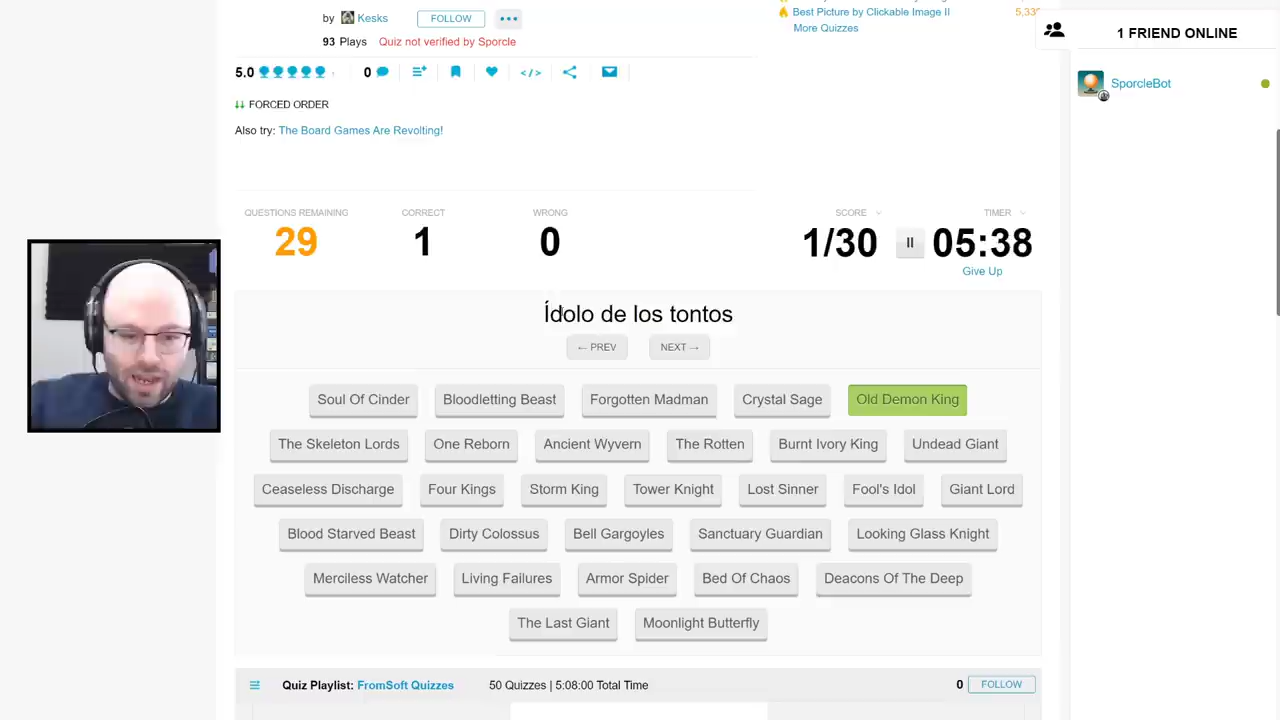 by Kesks FOLLOW •••
Best Picture by Clickable Image II
More Quizzes
1 FRIEND ONLINE
93 Plays Quiz not verified by Sporcle
5.0 0 </>
SporcleBot
FORCED ORDER
Also try: The Board Games Are Revolting!
QUESTIONS REMAINING CORRECT WRONG SCORE TIMER
29 1 0 1/30 05:38
Give Up
Ídolo de los tontos
← PREV NEXT →
Soul Of Cinder Bloodletting Beast Forgotten Madman Crystal Sage Old Demon King
The Skeleton Lords One Reborn Ancient Wyvern The Rotten Burnt Ivory King Undead Giant
Ceaseless Discharge Four Kings Storm King Tower Knight Lost Sinner Fool's Idol Giant Lord
Blood Starved Beast Dirty Colossus Bell Gargoyles Sanctuary Guardian Looking Glass Knight
Merciless Watcher Living Failures Armor Spider Bed Of Chaos Deacons Of The Deep
The Last Giant Moonlight Butterfly
Quiz Playlist: FromSoft Quizzes 50 Quizzes | 5:08:00 Total Time 0 FOLLOW